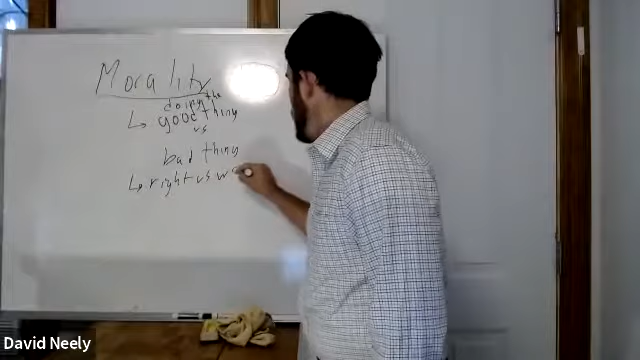 Morality
doing the
↳ good thing
vs
bad thing
↳ right vs w
David Neely